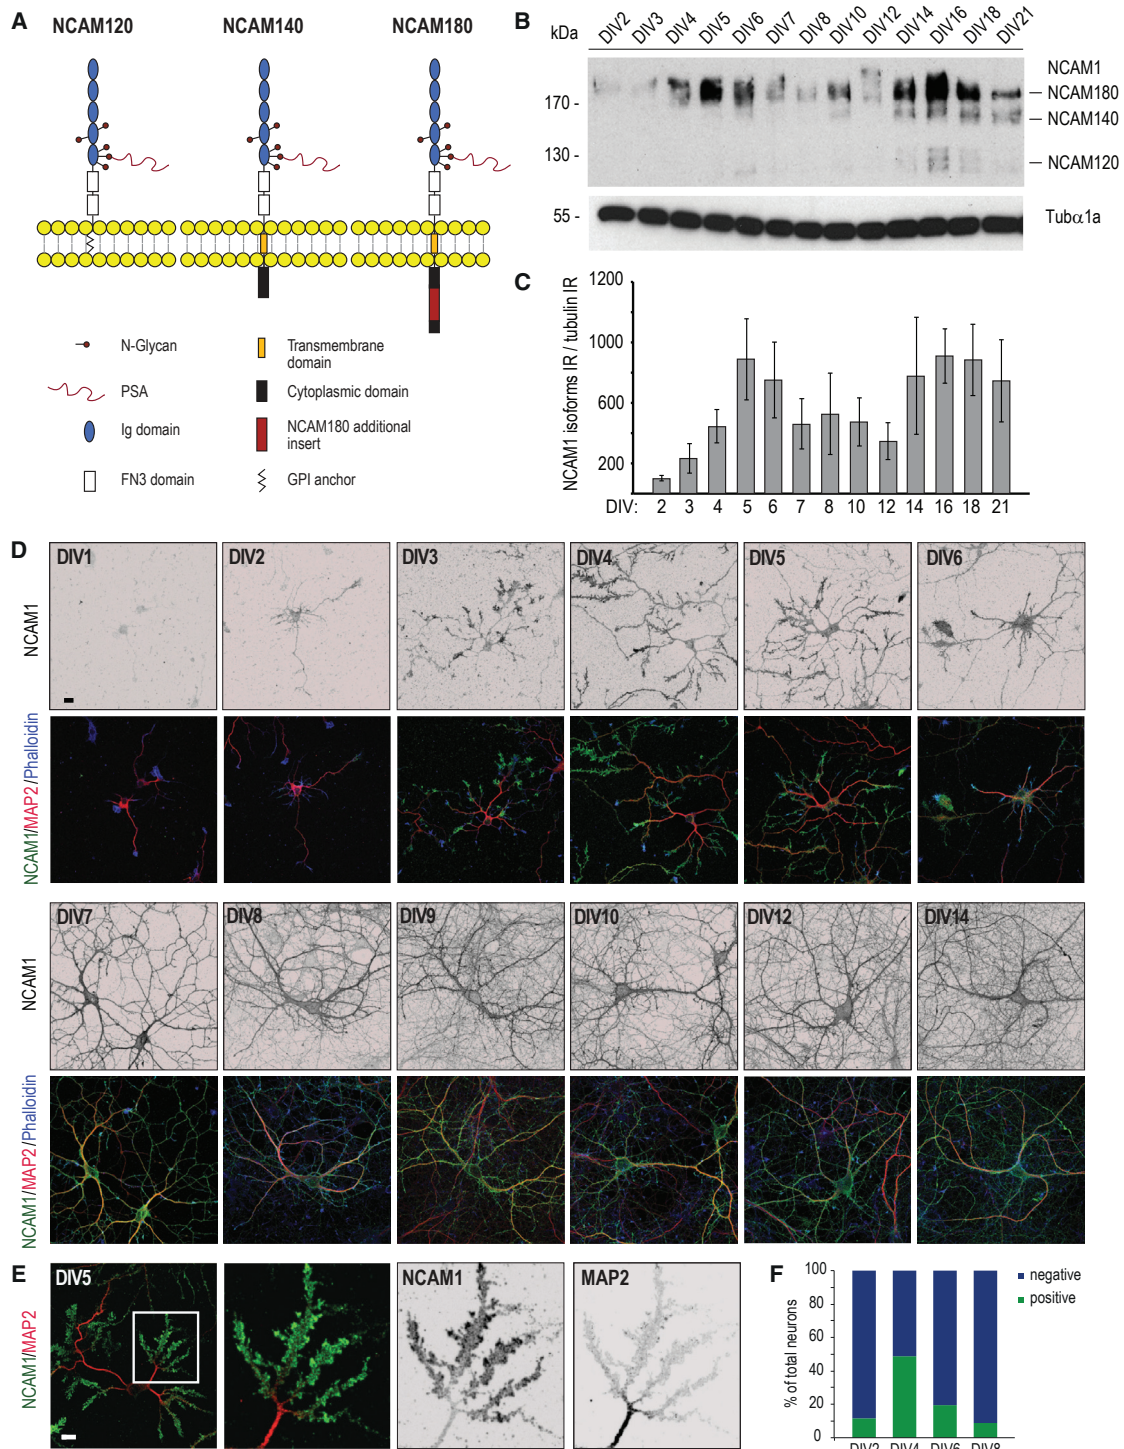 A
NCAM120
NCAM140
NCAM180
N-Glycan
PSA
Ig domain
FN3 domain
Transmembrane
domain
Cytoplasmic domain
NCAM180 additional
insert
GPI anchor
B
kDa
DIV2
DIV3
DIV4
DIV5
DIV6
DIV7
DIV8
DIV10
DIV12
DIV14
DIV16
DIV18
DIV21
170 -
130 -
55 -
NCAM1
NCAM180
NCAM140
NCAM120
Tubα1a
C
NCAM1 isoforms IR / tubulin IR
1200
1000
600
200
DIV: 2 3 4 5 6 7 8 10 12 14 16 18 21
D
NCAM1
DIV1
DIV2
DIV3
DIV4
DIV5
DIV6
NCAM1/MAP2/Phalloidin
NCAM1
DIV7
DIV8
DIV9
DIV10
DIV12
DIV14
NCAM1/MAP2/Phalloidin
E
NCAM1/MAP2
DIV5
NCAM1
MAP2
F
% of total neurons
100
80
60
40
20
0
negative
positive
DIV2 DIV4 DIV6 DIV8